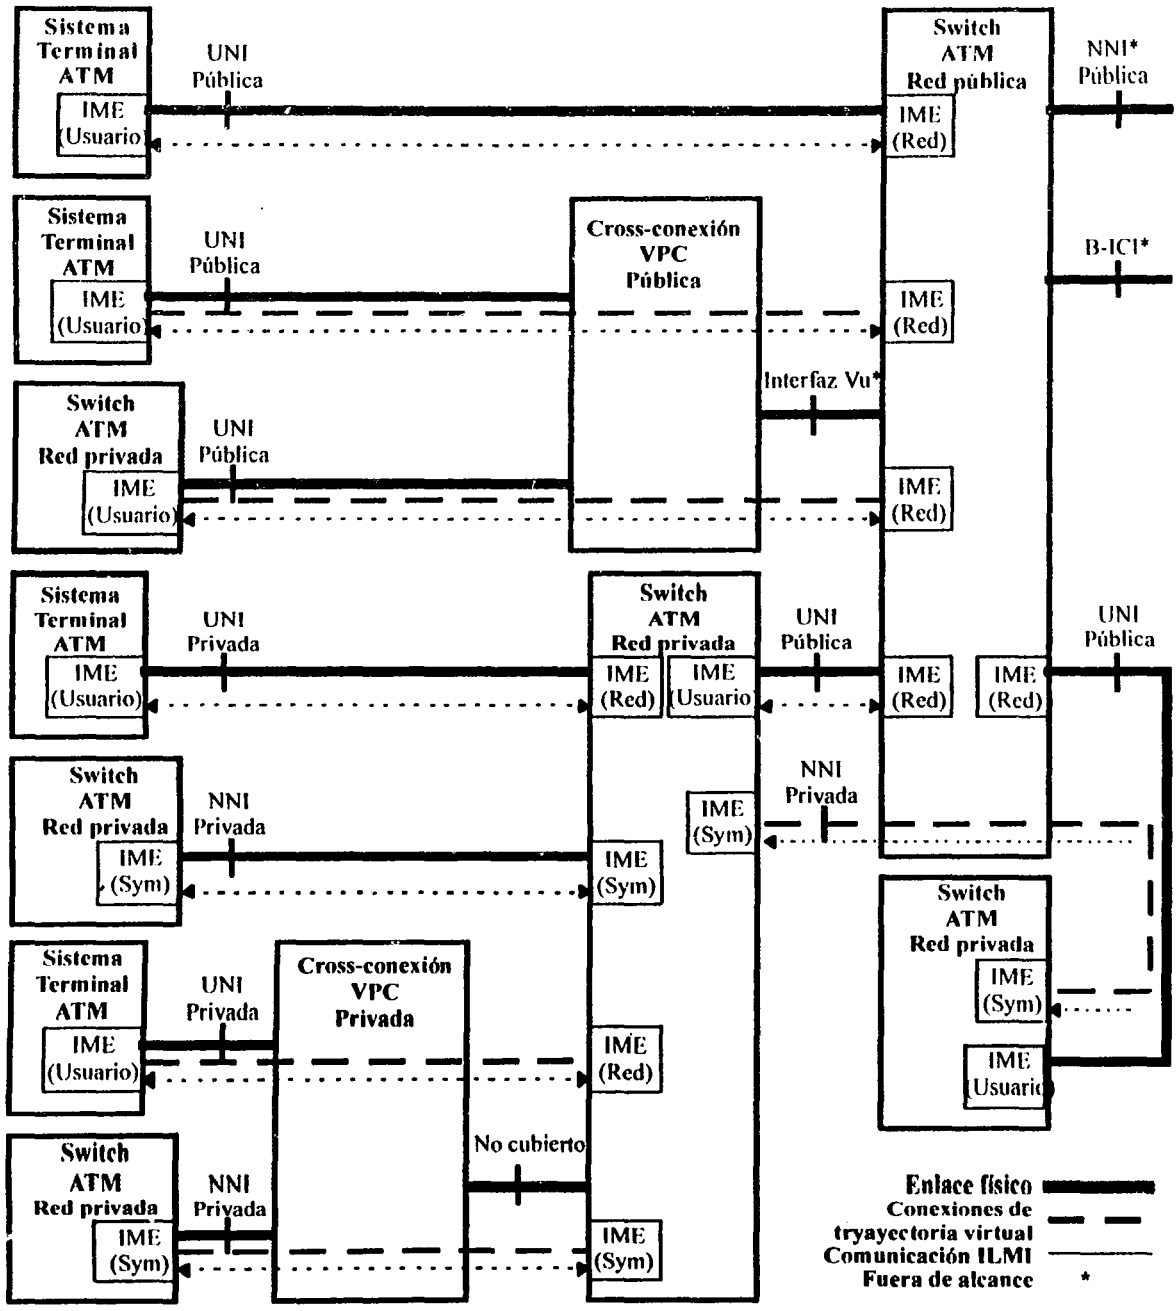 Sistema
Terminal
ATM
IME
(Usuario
UNI
Pública
Switch
ATM
Red pública
IME
(Red)
NNI*
Pública
Sistema
Terminal
ATM
IME
(Usuario)
UNI
Pública
Cross-conexión
VPC
Pública
IME
(Red)
B-ICI*
Interfaz Vu*
Switch
ATM
Red privada
IME
(Usuario)
UNI
Pública
IME
(Red)
Sistema
Terminal
ATM
IME
(Usuario)
UNI
Privada
Switch
ATM
Red privada
IME
(Red)
IME
(Usuario
UNI
Pública
IME
(Red)
IME
(Red)
UNI
Pública
Switch
ATM
Red privada
IME
(Sym)
NNI
Privada
IME
(Sym)
IME
(Sym)
NNI
Privada
Switch
ATM
Red privada
IME
(Sym)
IME
(Usuario)
Sistema
Terminal
ATM
IME
(Usuario)
UNI
Privada
Cross-conexión
VPC
Privada
IME
(Red)
No cubierto
Switch
ATM
Red privada
IME
(Sym)
NNI
Privada
IME
(Sym)
Enlace físico
Conexiones de
tryayectoría virtual
Comunicación ILMI
Fuera de alcance *